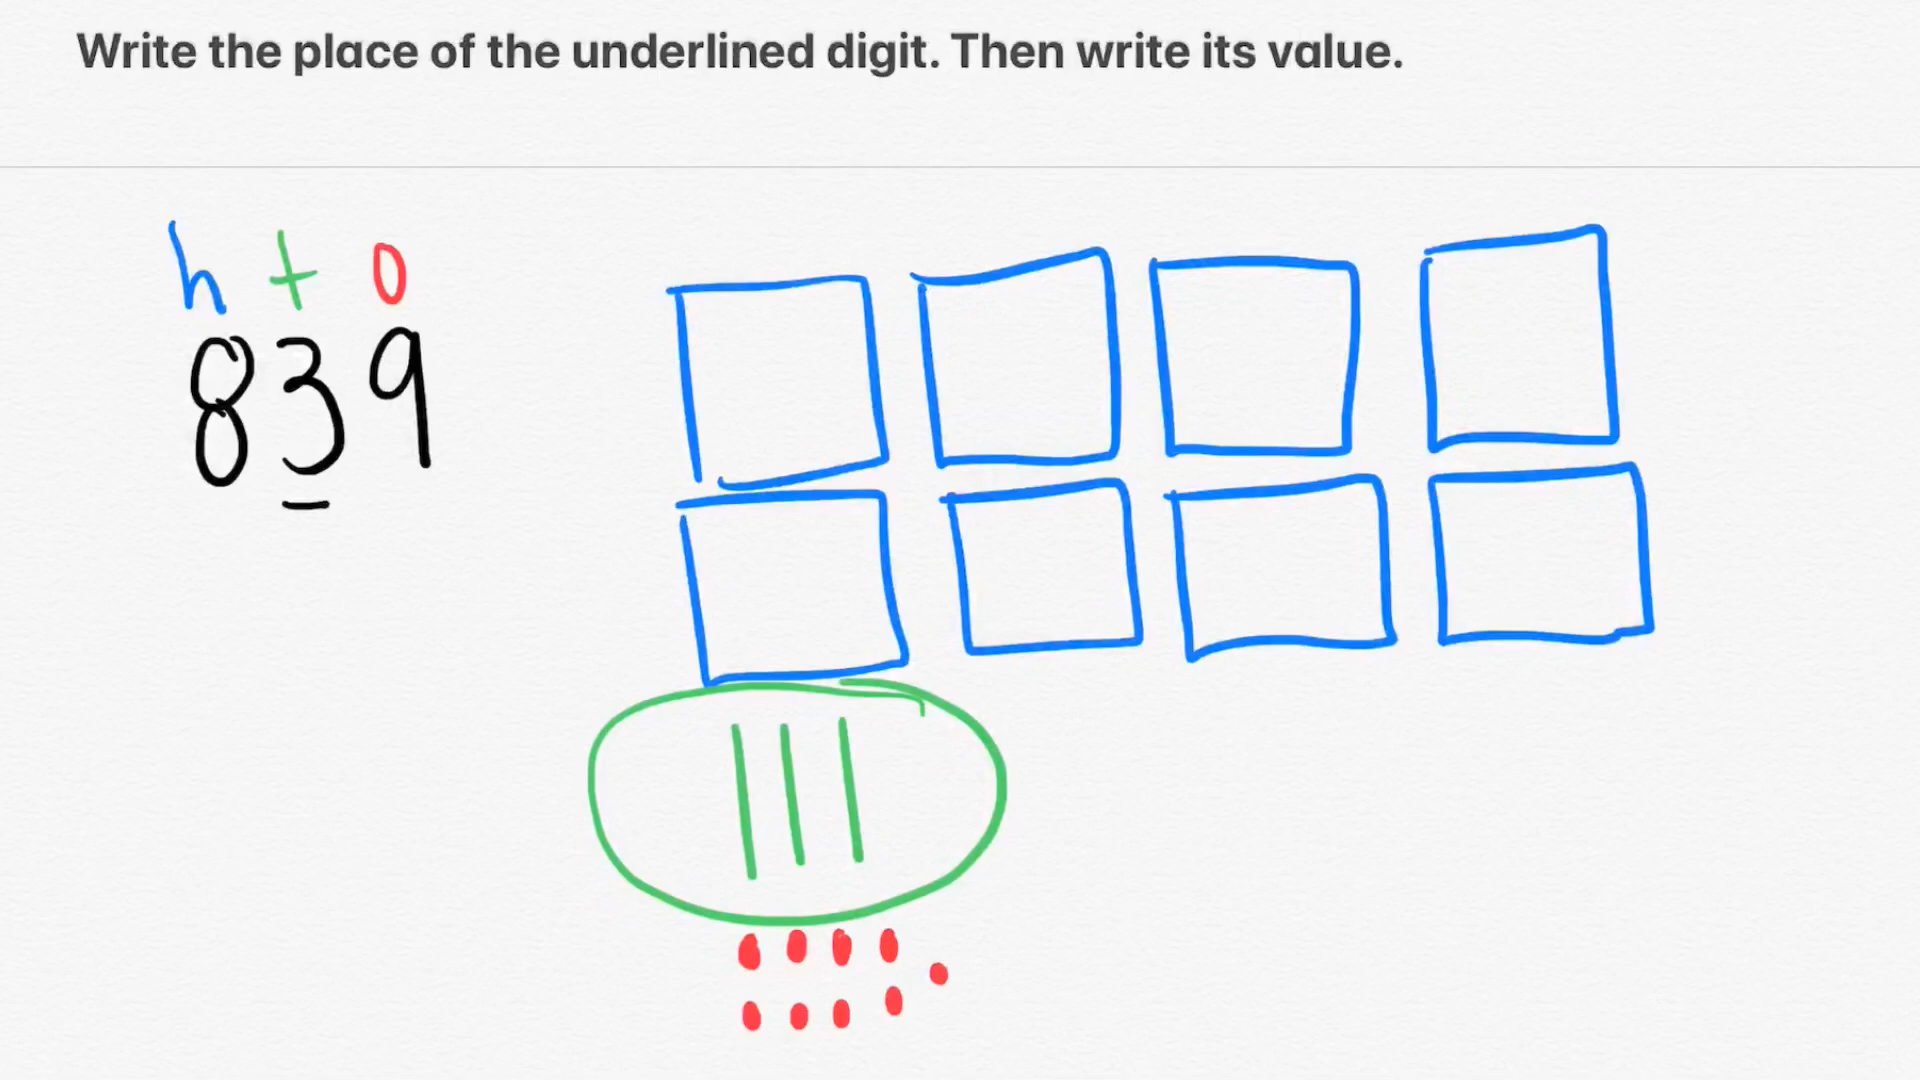 Write the place of the underlined digit. Then write its value.
h t o
839